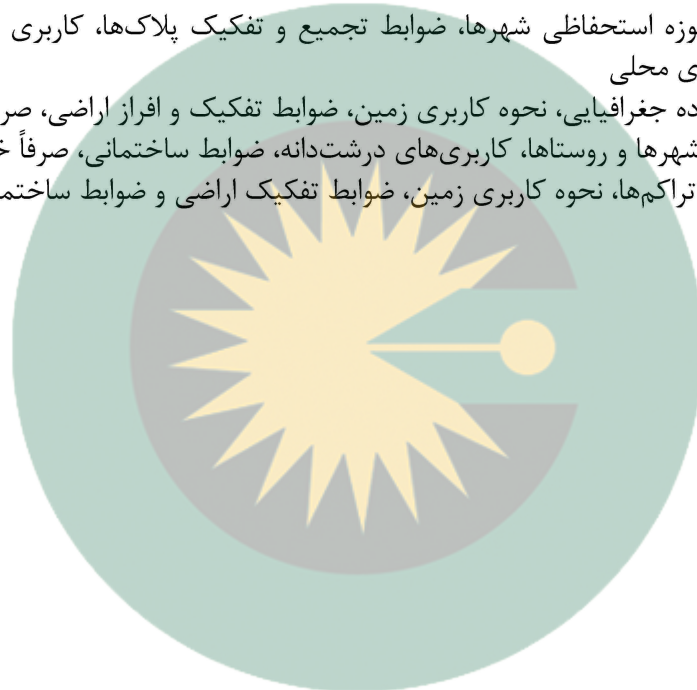 وزه استحفاظی شهرها، ضوابط تجمیع و تفکیک پلاک‌ها، کاربری
ی محلی
ده جغرافیایی، نحوه کاربری زمین، ضوابط تفکیک و افراز اراضی، صر
شهرها و روستاها، کاربری‌های درشت‌دانه، ضوابط ساختمانی، صرفاً خ
تراکم‌ها، نحوه کاربری زمین، ضوابط تفکیک اراضی و ضوابط ساختما